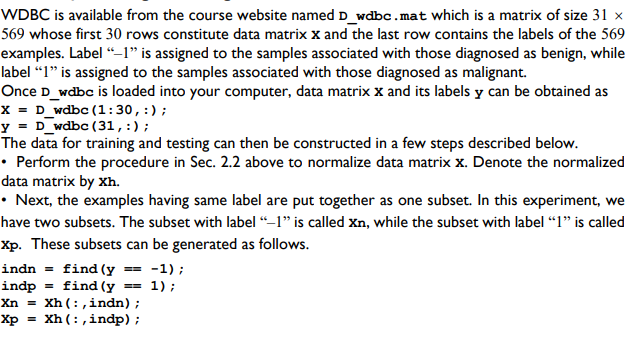 WDBC is available from the course website named D_wdbc.mat which is a matrix of size 31 ×
569 whose first 30 rows constitute data matrix X and the last row contains the labels of the 569
examples. Label “–1” is assigned to the samples associated with those diagnosed as benign, while
label “1” is assigned to the samples associated with those diagnosed as malignant.
Once D_wdbc is loaded into your computer, data matrix X and its labels y can be obtained as
X = D_wdbc(1:30,:);
y = D_wdbc(31,:);
The data for training and testing can then be constructed in a few steps described below.
• Perform the procedure in Sec. 2.2 above to normalize data matrix X. Denote the normalized
data matrix by Xh.
• Next, the examples having same label are put together as one subset. In this experiment, we
have two subsets. The subset with label “–1” is called Xn, while the subset with label “1” is called
Xp. These subsets can be generated as follows.
indn = find(y == -1);
indp = find(y == 1);
Xn = Xh(:,indn);
Xp = Xh(:,indp);